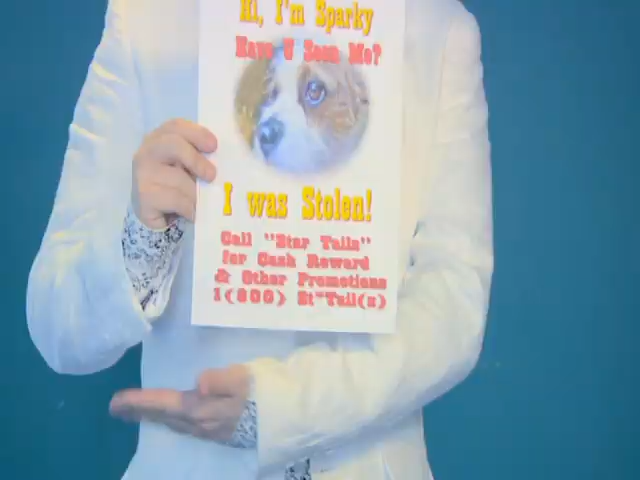 Hi, I'm Sparky
Have U Seen Me?
I was Stolen!
Call "Star Tails"
for Cash Reward
& Other Promotions
1(800) St*Tail(s)